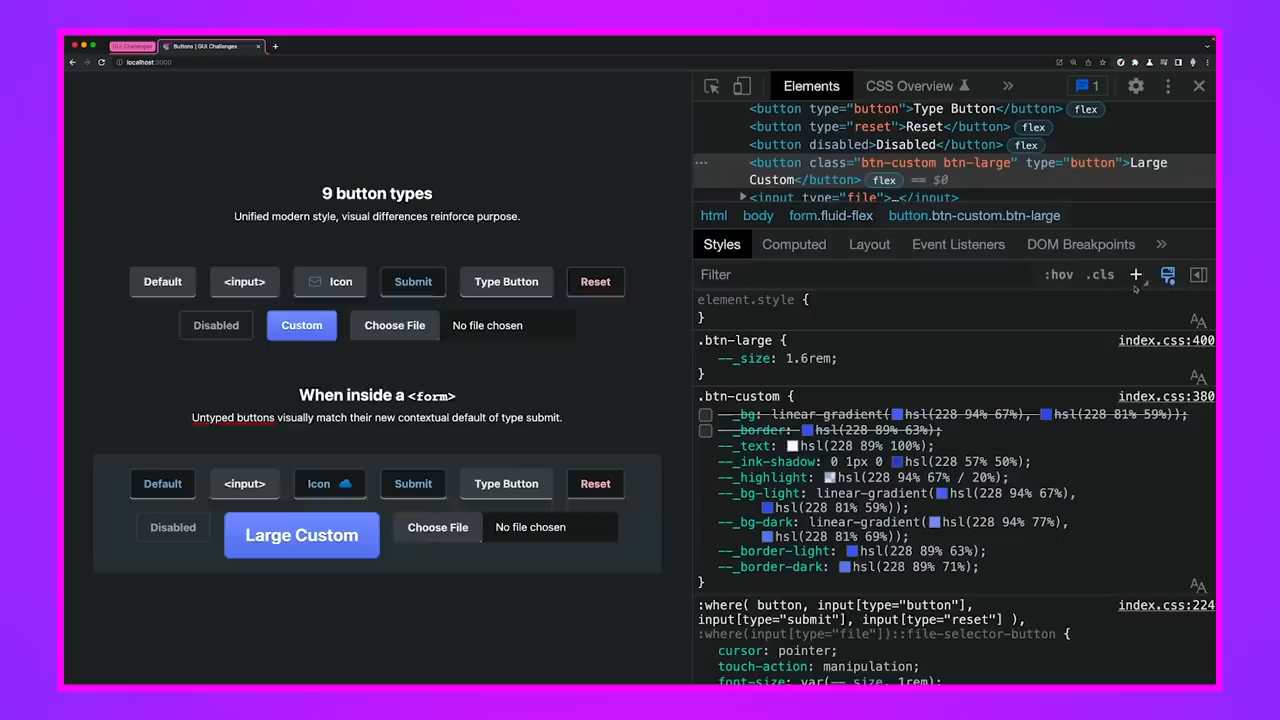 GUI Challenges
Buttons | GUI Challenges
localhost:3000
9 button types
Unified modern style, visual differences reinforce purpose.
Default <input> Icon Submit Type Button Reset
Disabled Custom Choose File No file chosen
When inside a <form>
Untyped buttons visually match their new contextual default of type submit.
Default <input> Icon Submit Type Button Reset
Disabled Large Custom Choose File No file chosen
Elements CSS Overview 1
<button type="button">Type Button</button> flex
<button type="reset">Reset</button> flex
<button disabled>Disabled</button> flex
<button class="btn-custom btn-large" type="button">Large
Custom</button> flex == $0
<input type="file">…</input>
html body form.fluid-flex button.btn-custom.btn-large
Styles Computed Layout Event Listeners DOM Breakpoints
Filter :hov .cls
element.style {
}
.btn-large { index.css:400
--_size: 1.6rem;
}
.btn-custom { index.css:380
--_bg: linear-gradient(hsl(228 94% 67%), hsl(228 81% 59%));
--_border: hsl(228 89% 63%);
--_text: hsl(228 89% 100%);
--_ink-shadow: 0 1px 0 hsl(228 57% 50%);
--_highlight: hsl(228 94% 67% / 20%);
--_bg-light: linear-gradient(hsl(228 94% 67%),
hsl(228 81% 59%));
--_bg-dark: linear-gradient(hsl(228 94% 77%),
hsl(228 81% 69%));
--_border-light: hsl(228 89% 63%);
--_border-dark: hsl(228 89% 71%);
}
:where( button, input[type="button"], index.css:224
input[type="submit"], input[type="reset"] ),
:where(input[type="file"])::file-selector-button {
cursor: pointer;
touch-action: manipulation;
font-size: var(--_size, 1rem);